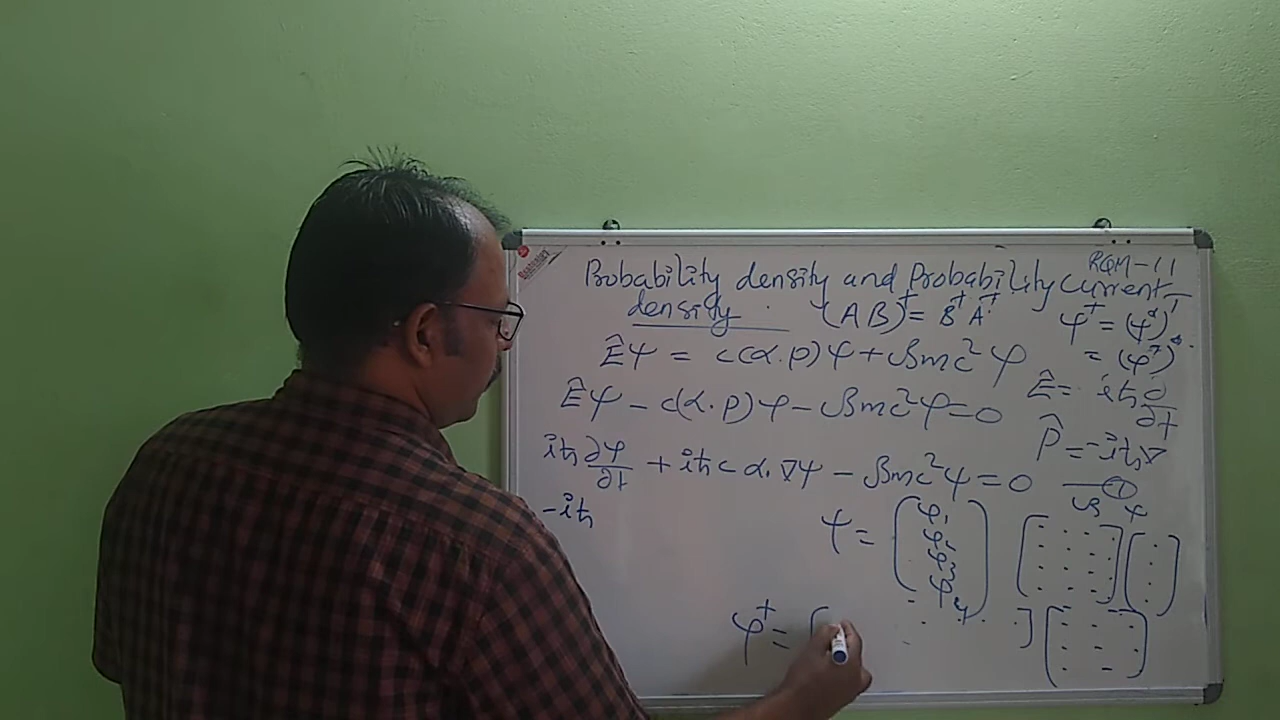 RQM-11
Probability density and Probability Current
density . (AB)† = B†A† ψ† = (ψ*)ᵀ
Êψ = c(α.p)ψ + βmc²ψ = (ψᵀ)*
Êψ - c(α.p)ψ - βmc²ψ = 0 Ê = iħ ∂/∂t
P̂ = -iħ∇
iħ ∂ψ/∂t + iħc α.∇ψ - βmc²ψ = 0 — ①
-iħ β ψ
ψ = (ψ₁ ψ₂ ψ₃ ψ₄)
ψ† = [ ]